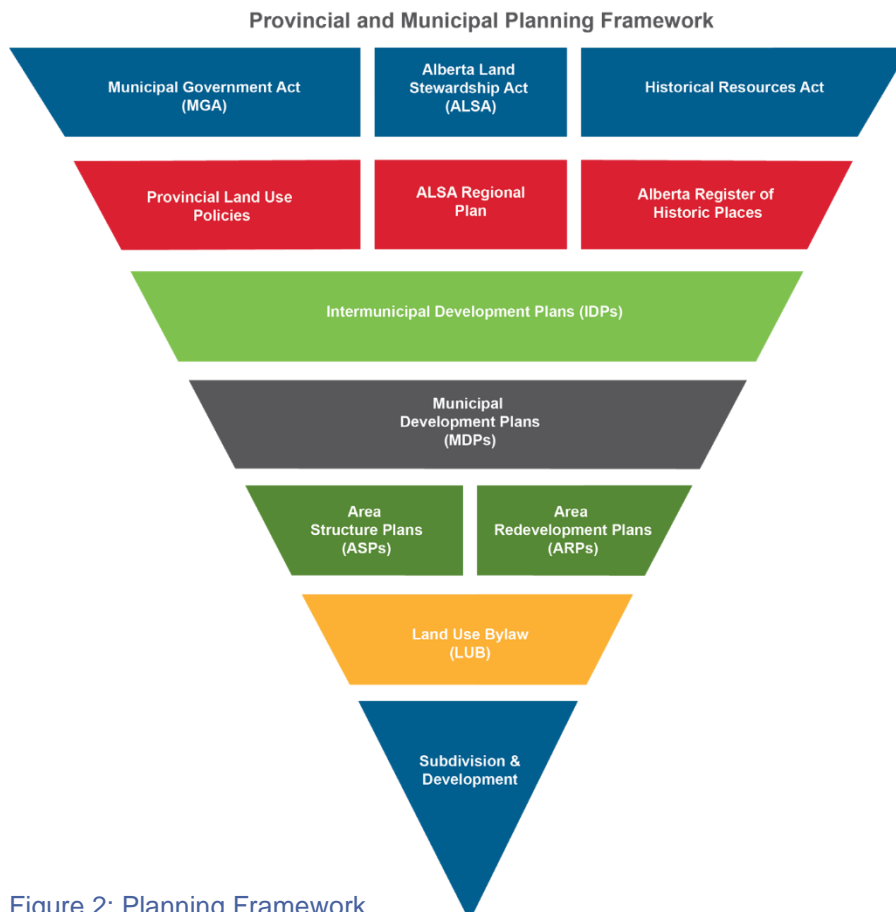 Provincial and Municipal Planning Framework
Municipal Government Act
(MGA)
Alberta Land
Stewardship Act
(ALSA)
Historical Resources Act
Provincial Land Use
Policies
ALSA Regional
Plan
Alberta Register of
Historic Places
Intermunicipal Development Plans (IDPs)
Municipal
Development Plans
(MDPs)
Area
Structure Plans
(ASPs)
Area
Redevelopment Plans
(ARPs)
Land Use Bylaw
(LUB)
Subdivision &
Development
Figure 2: Planning Framework